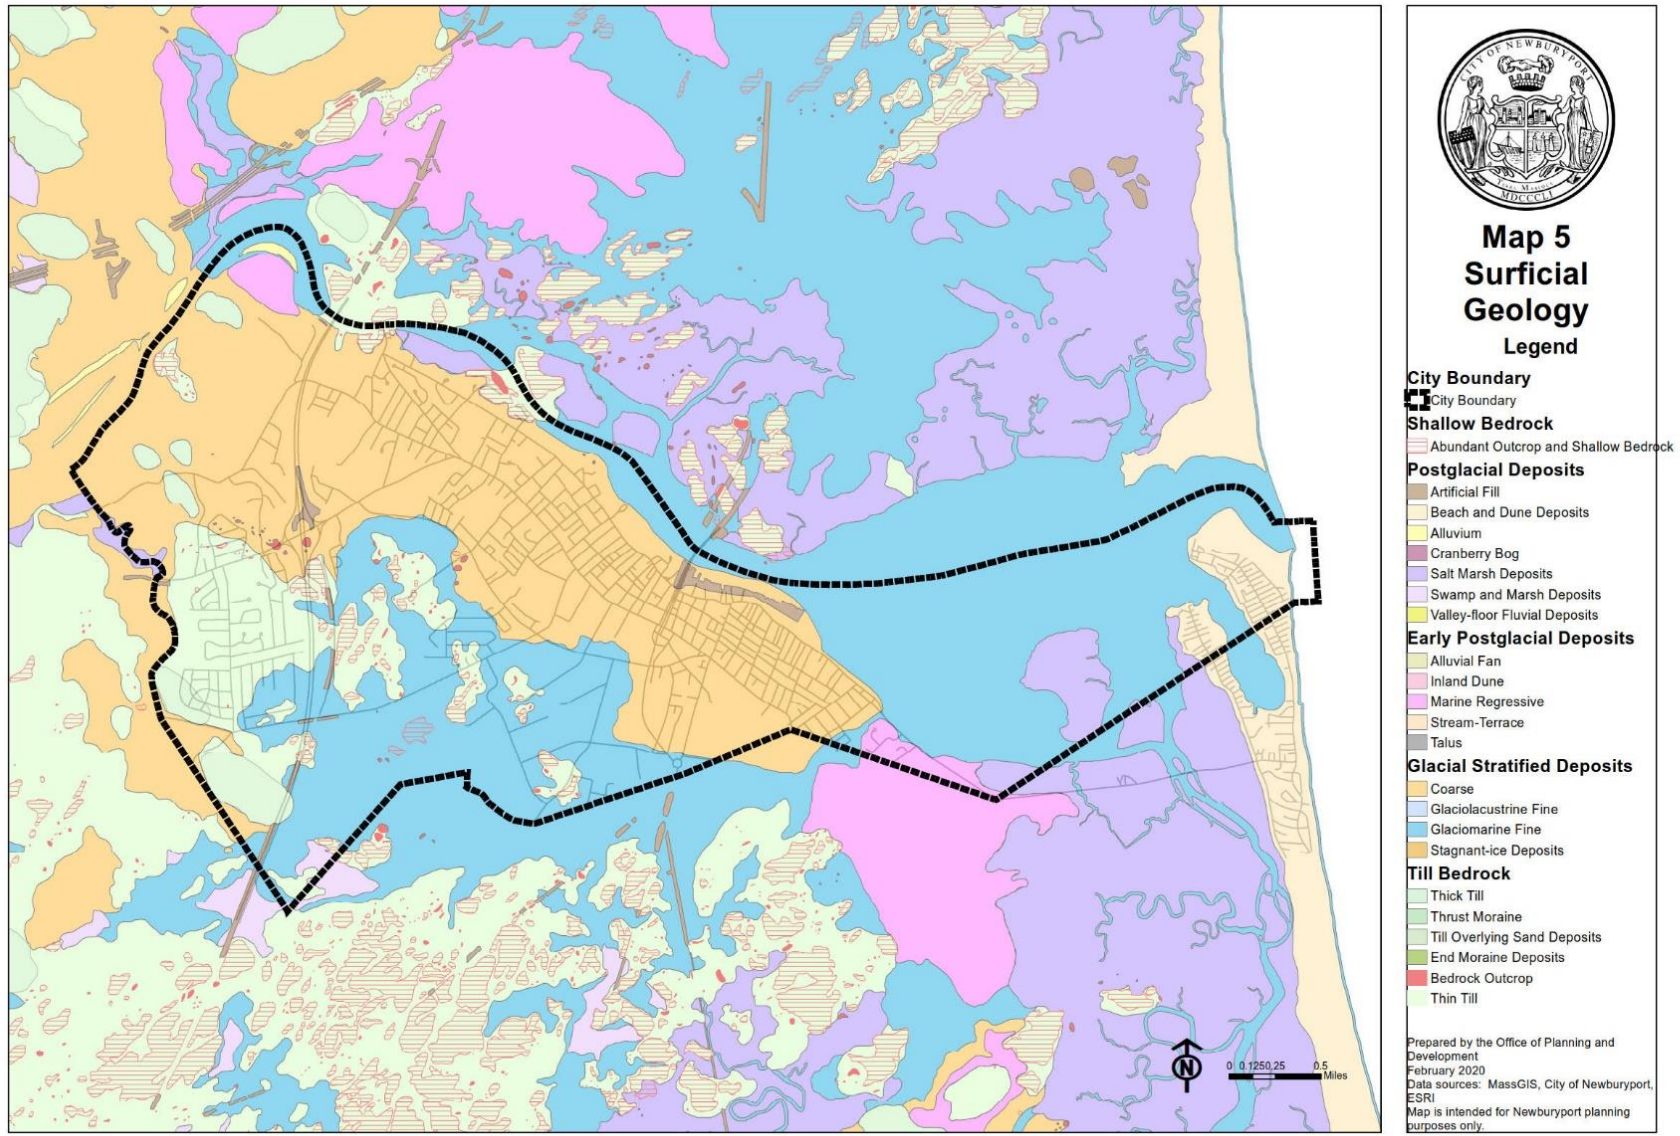 CITY OF NEWBURYPORT
MDCCCLI
Map 5
Surficial
Geology
Legend
City Boundary
City Boundary
Shallow Bedrock
Abundant Outcrop and Shallow Bedrock
Postglacial Deposits
Artificial Fill
Beach and Dune Deposits
Alluvium
Cranberry Bog
Salt Marsh Deposits
Swamp and Marsh Deposits
Valley-floor Fluvial Deposits
Early Postglacial Deposits
Alluvial Fan
Inland Dune
Marine Regressive
Stream-Terrace
Talus
Glacial Stratified Deposits
Coarse
Glaciolacustrine Fine
Glaciomarine Fine
Stagnant-ice Deposits
Till Bedrock
Thick Till
Thrust Moraine
Till Overlying Sand Deposits
End Moraine Deposits
Bedrock Outcrop
Thin Till
Prepared by the Office of Planning and
Development
February 2020
Data sources: MassGIS, City of Newburyport,
ESRI
Map is intended for Newburyport planning
purposes only.
N
0 0.1250.25 0.5
Miles